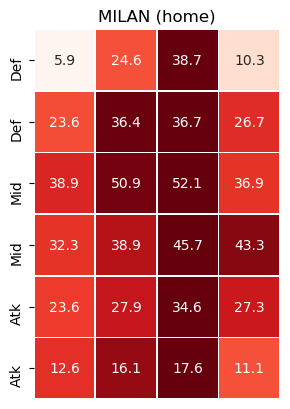 MILAN (home)
Def 5.9 24.6 38.7 10.3
Def 23.6 36.4 36.7 26.7
Mid 38.9 50.9 52.1 36.9
Mid 32.3 38.9 45.7 43.3
Atk 23.6 27.9 34.6 27.3
Atk 12.6 16.1 17.6 11.1